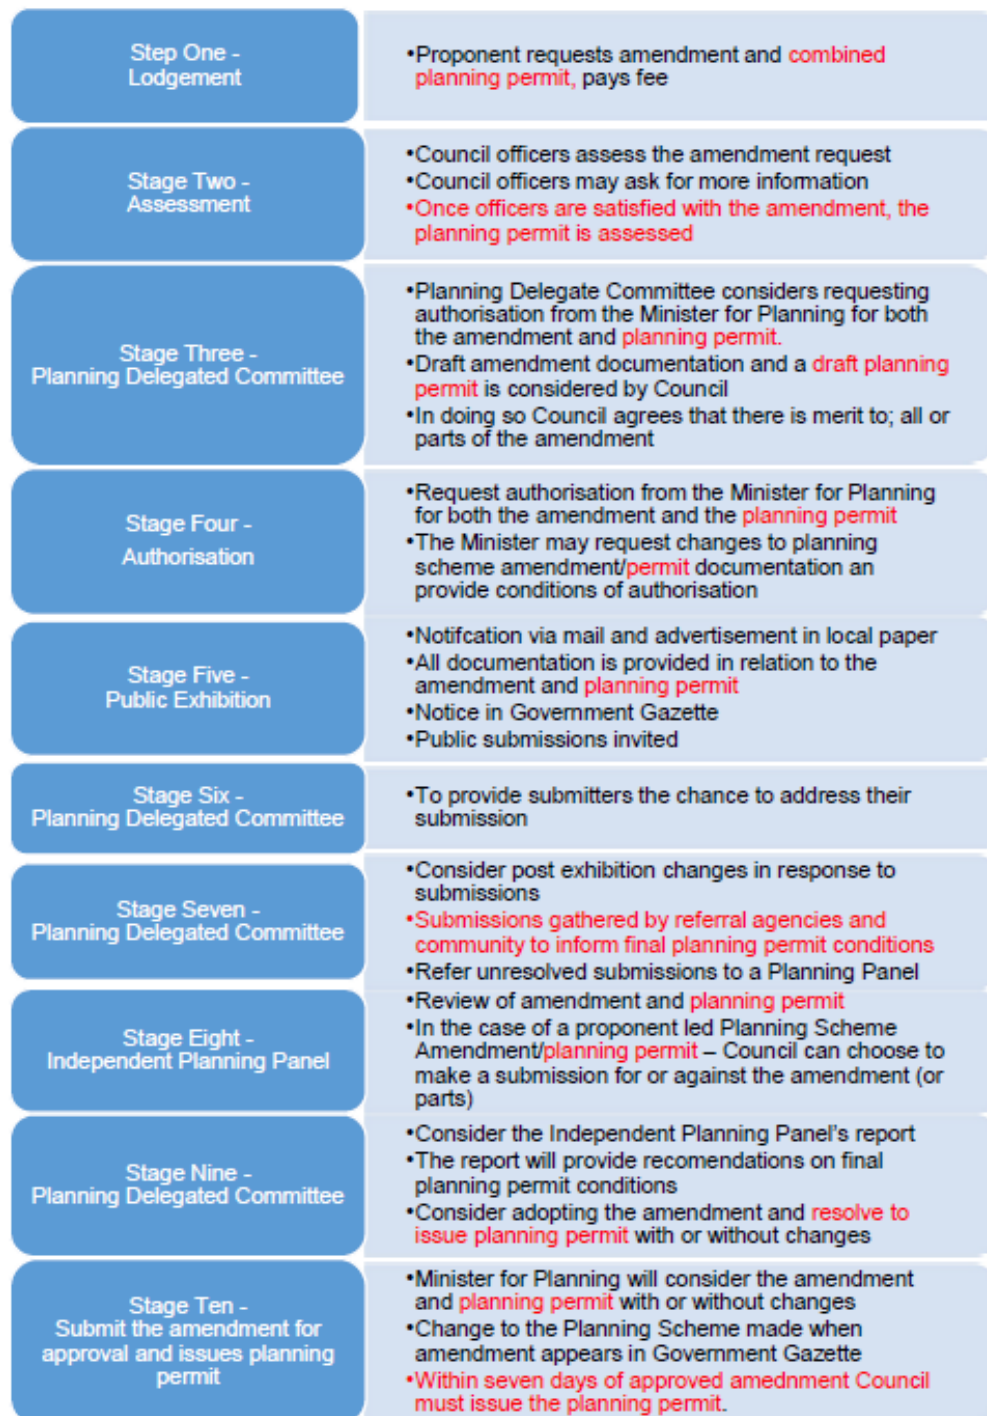 Step One -
Lodgement
•Proponent requests amendment and combined
planning permit, pays fee
Stage Two -
Assessment
•Council officers assess the amendment request
•Council officers may ask for more information
•Once officers are satisfied with the amendment, the
planning permit is assessed
Stage Three -
Planning Delegated Committee
•Planning Delegate Committee considers requesting
authorisation from the Minister for Planning for both
the amendment and planning permit.
•Draft amendment documentation and a draft planning
permit is considered by Council
•In doing so Council agrees that there is merit to; all or
parts of the amendment
Stage Four -
Authorisation
•Request authorisation from the Minister for Planning
for both the amendment and the planning permit
•The Minister may request changes to planning
scheme amendment/permit documentation an
provide conditions of authorisation
Stage Five -
Public Exhibition
•Notifcation via mail and advertisement in local paper
•All documentation is provided in relation to the
amendment and planning permit
•Notice in Government Gazette
•Public submissions invited
Stage Six -
Planning Delegated Committee
•To provide submitters the chance to address their
submission
Stage Seven -
Planning Delegated Committee
•Consider post exhibition changes in response to
submissions
•Submissions gathered by referral agencies and
community to inform final planning permit conditions
•Refer unresolved submissions to a Planning Panel
Stage Eight -
Independent Planning Panel
•Review of amendment and planning permit
•In the case of a proponent led Planning Scheme
Amendment/planning permit – Council can choose to
make a submission for or against the amendment (or
parts)
Stage Nine -
Planning Delegated Committee
•Consider the Independent Planning Panel's report
•The report will provide recomendations on final
planning permit conditions
•Consider adopting the amendment and resolve to
issue planning permit with or without changes
Stage Ten -
Submit the amendment for
approval and issues planning
permit
•Minister for Planning will consider the amendment
and planning permit with or without changes
•Change to the Planning Scheme made when
amendment appears in Government Gazette
•Within seven days of approved amednment Council
must issue the planning permit.